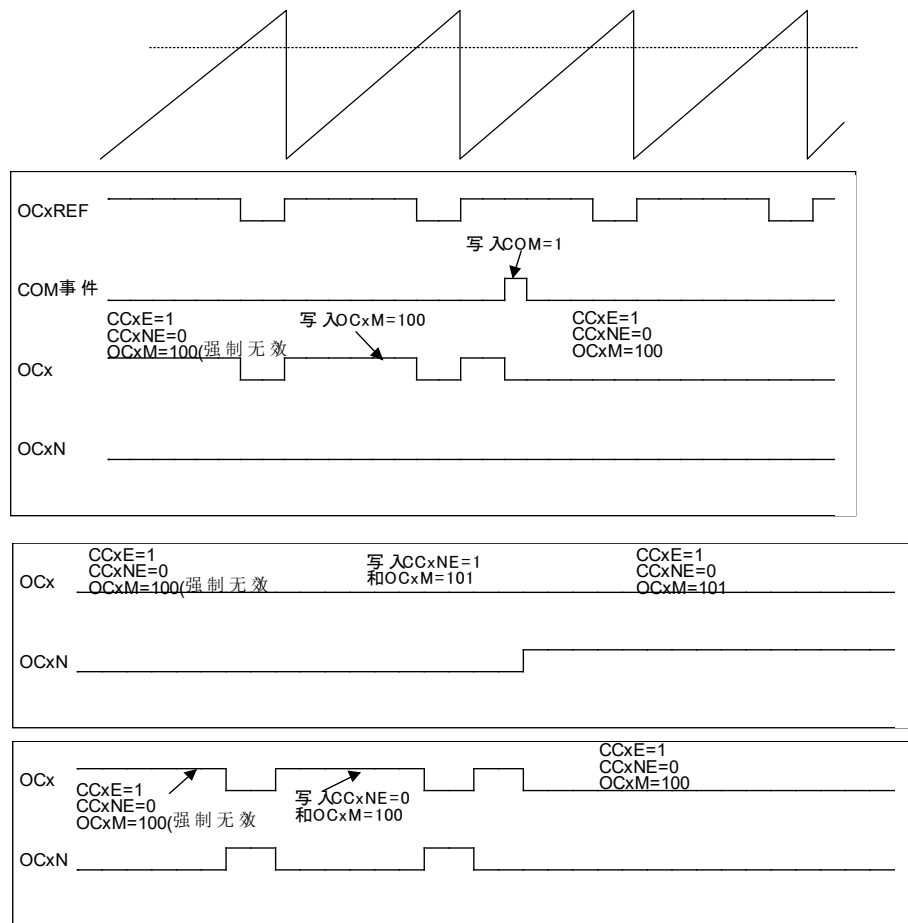 OCxREF
写入COM=1
COM事件
CCxE=1
CCxNE=0
OCxM=100(强制无效
写入OCxM=100
CCxE=1
CCxNE=0
OCxM=100
OCx
OCxN
CCxE=1
CCxNE=0
OCxM=100(强制无效
写入CCxNE=1
和OCxM=101
CCxE=1
CCxNE=0
OCxM=101
OCx
OCxN
OCx
CCxE=1
CCxNE=0
OCxM=100(强制无效
写入CCxNE=0
和OCxM=100
CCxE=1
CCxNE=0
OCxM=100
OCxN